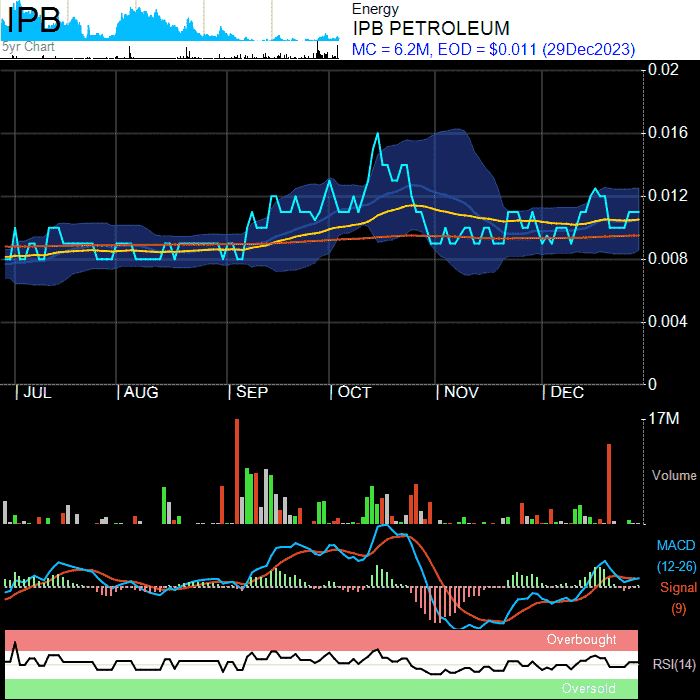 IPB
5yr Chart
Energy
IPB PETROLEUM
MC = 6.2M, EOD = $0.011 (29Dec2023)
0.02
0.016
0.012
0.008
0.004
0
JUL AUG SEP OCT NOV DEC
17M
Volume
MACD
(12-26)
Signal
(9)
Overbought
RSI(14)
Oversold